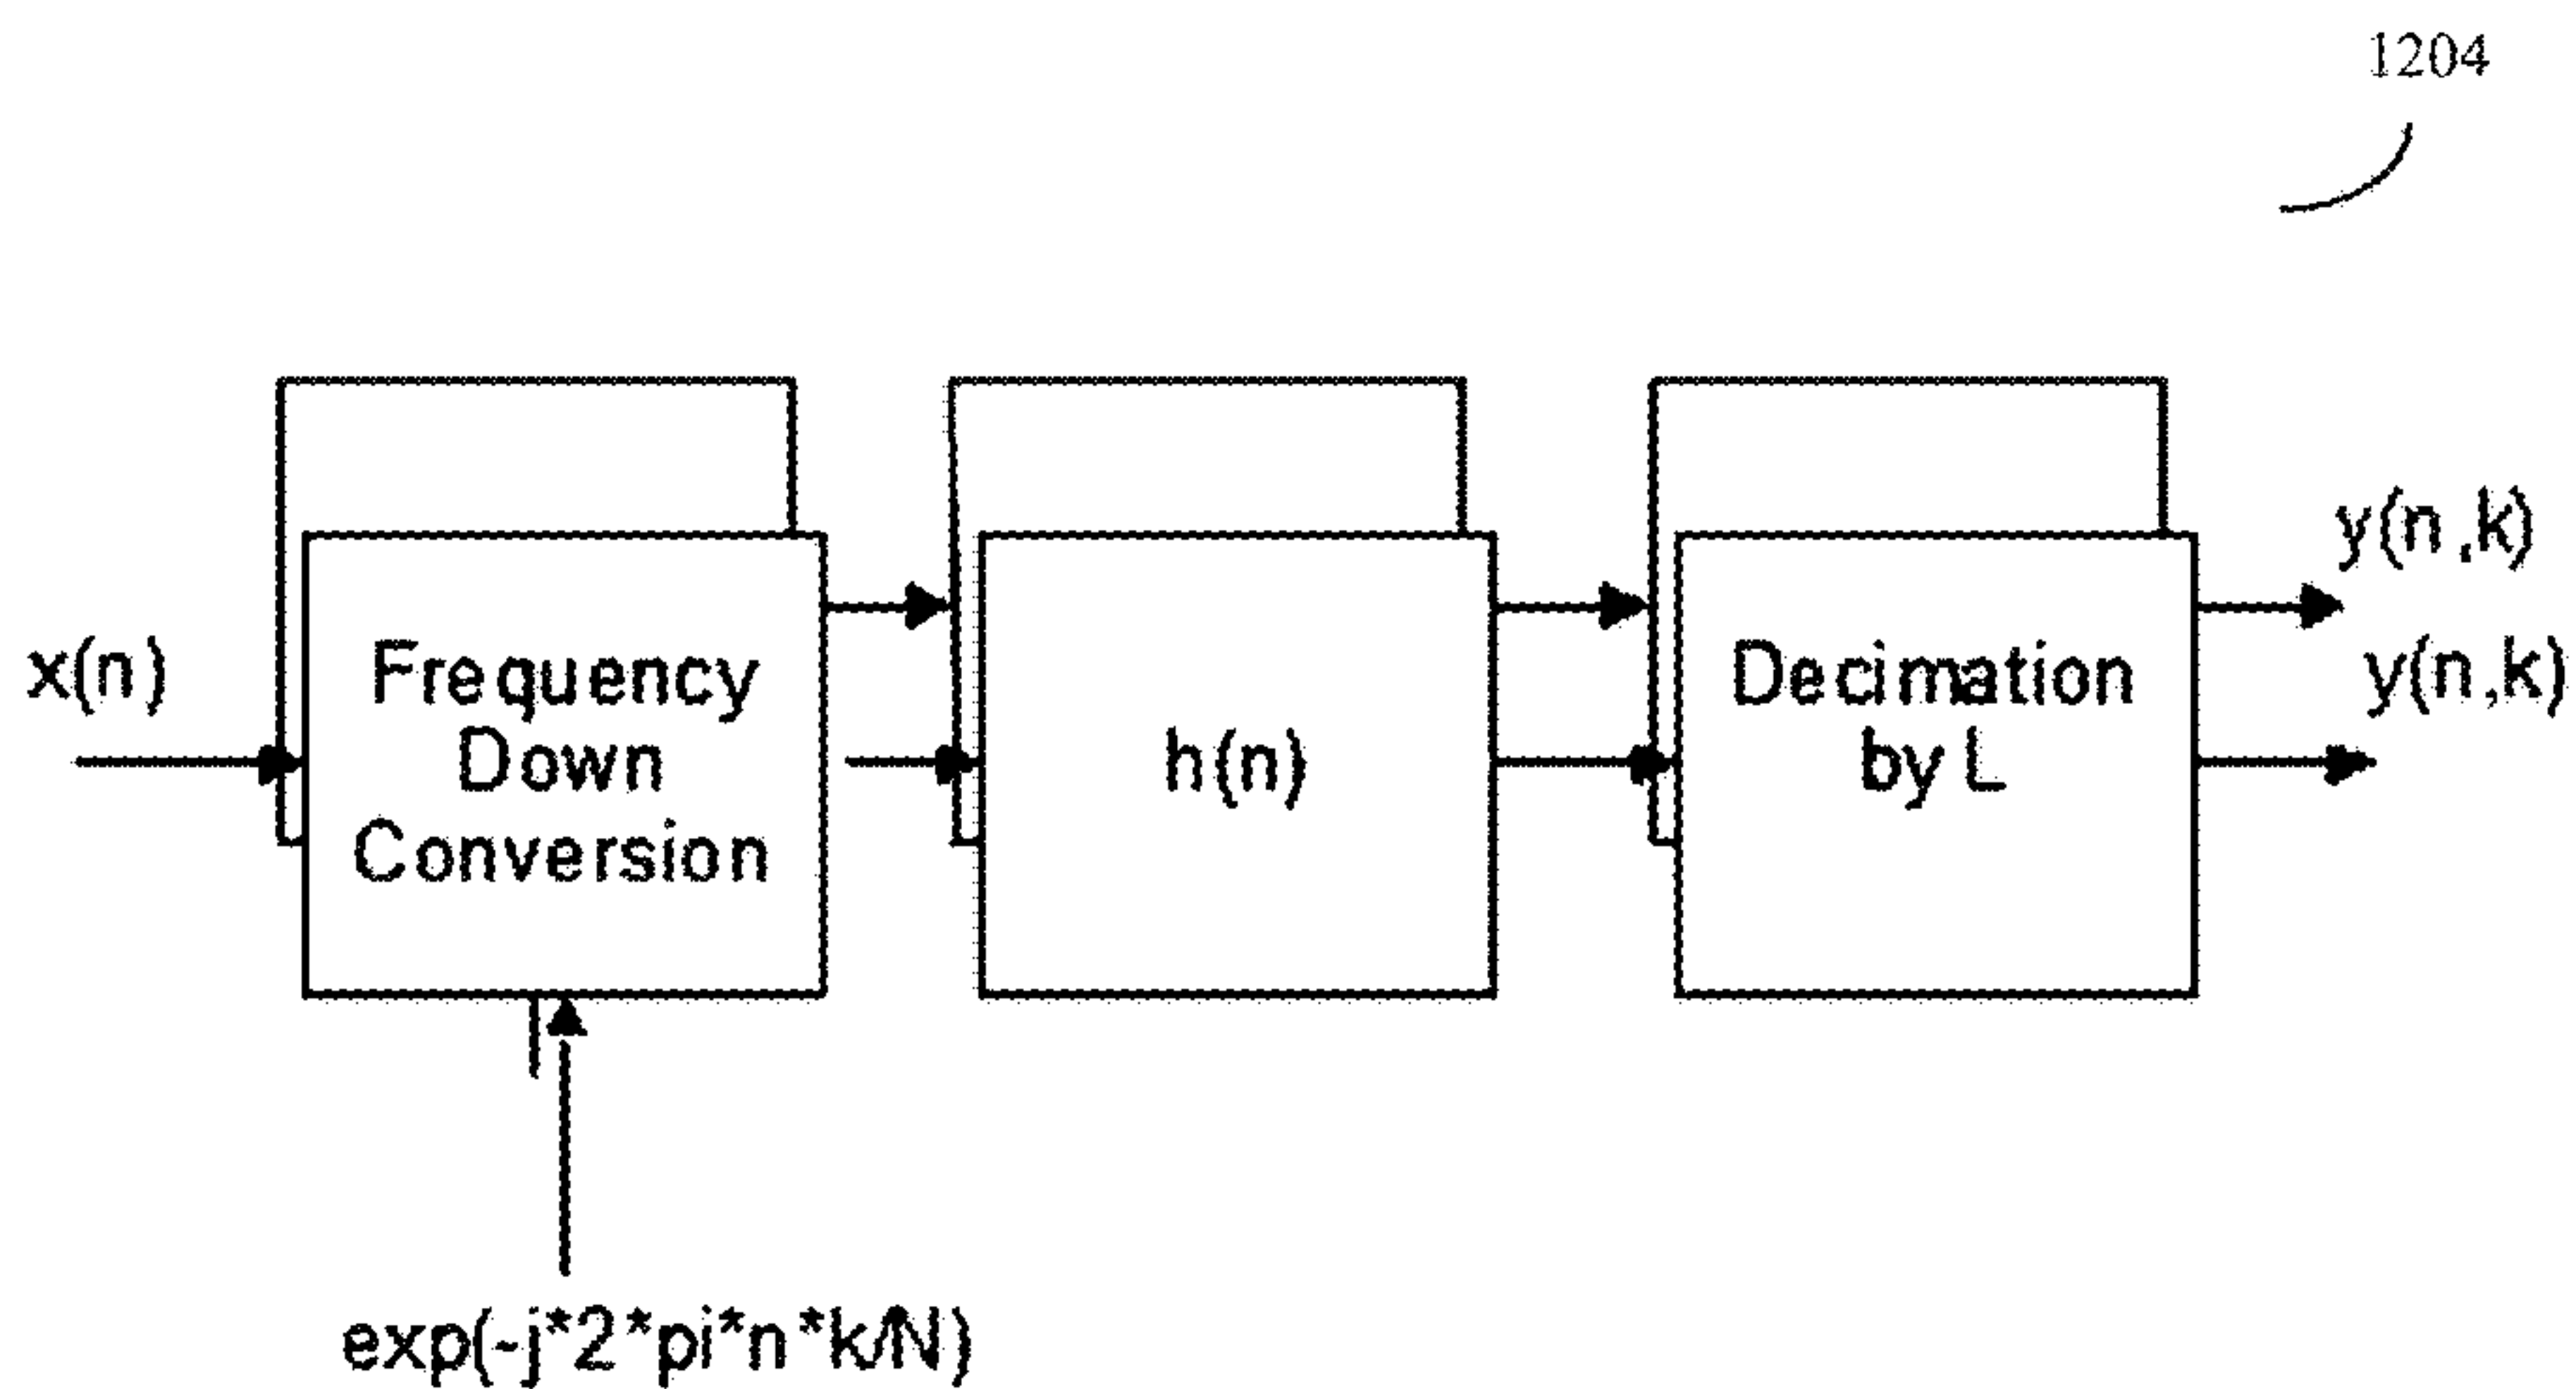 1204
x(n)
Frequency
Down
Conversion
h(n)
Decimation
by L
y(n,k)
y(n,k)
exp(-j*2*pi*n*k/N)